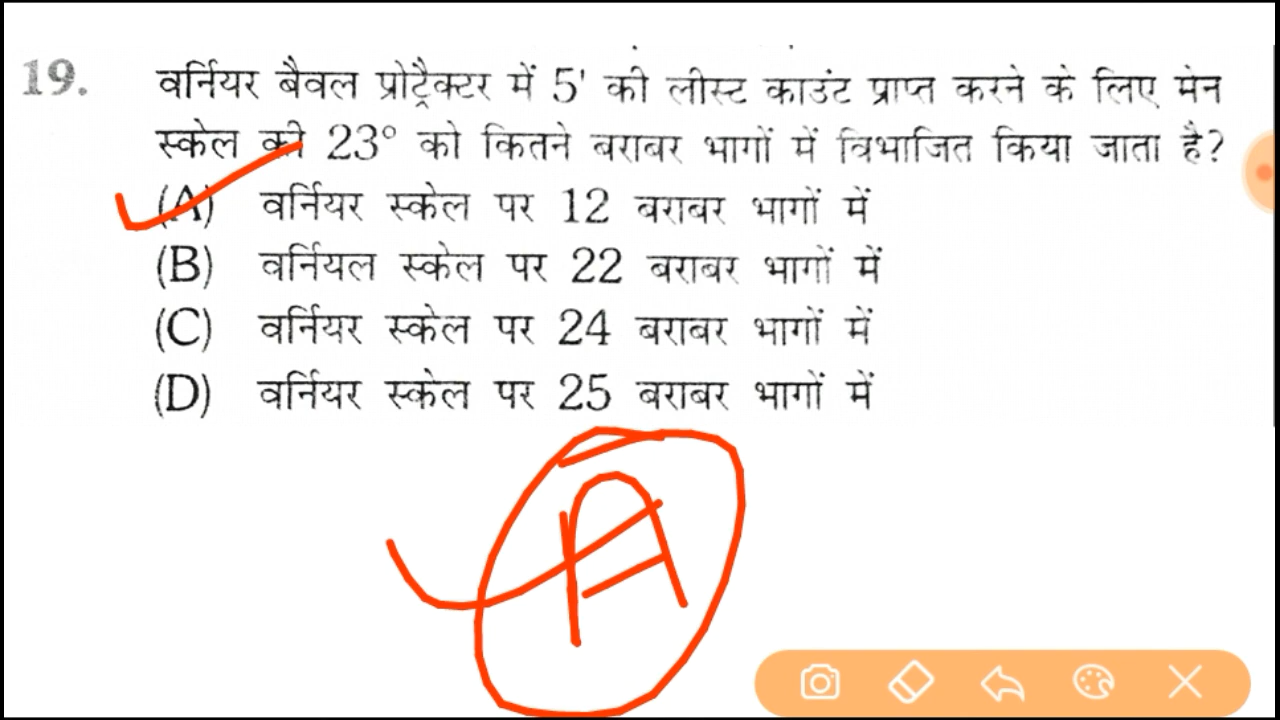 19. वर्नियर बैवल प्रोट्रैक्टर में 5' की लीस्ट काउंट प्राप्त करने के लिए मेन
स्केल की 23° को कितने बराबर भागों में विभाजित किया जाता है?
(A) वर्नियर स्केल पर 12 बराबर भागों में
(B) वर्नियल स्केल पर 22 बराबर भागों में
(C) वर्नियर स्केल पर 24 बराबर भागों में
(D) वर्नियर स्केल पर 25 बराबर भागों में
A